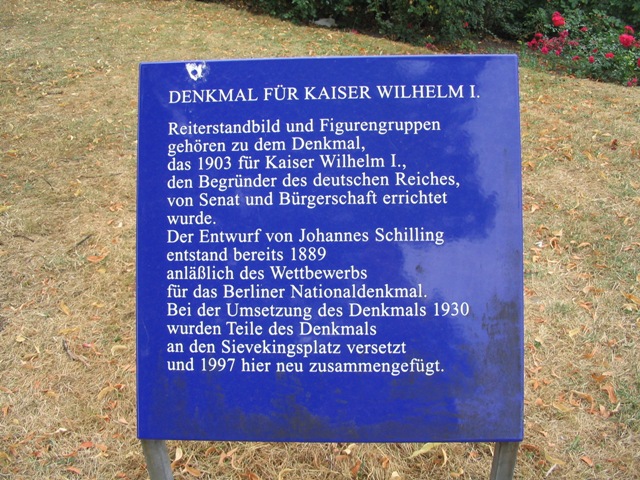 DENKMAL FÜR KAISER WILHELM I.
Reiterstandbild und Figurengruppen
gehören zu dem Denkmal,
das 1903 für Kaiser Wilhelm I.,
den Begründer des deutschen Reiches,
von Senat und Bürgerschaft errichtet
wurde.
Der Entwurf von Johannes Schilling
entstand bereits 1889
anläßlich des Wettbewerbs
für das Berliner Nationaldenkmal.
Bei der Umsetzung des Denkmals 1930
wurden Teile des Denkmals
an den Sievekingsplatz versetzt
und 1997 hier neu zusammengefügt.